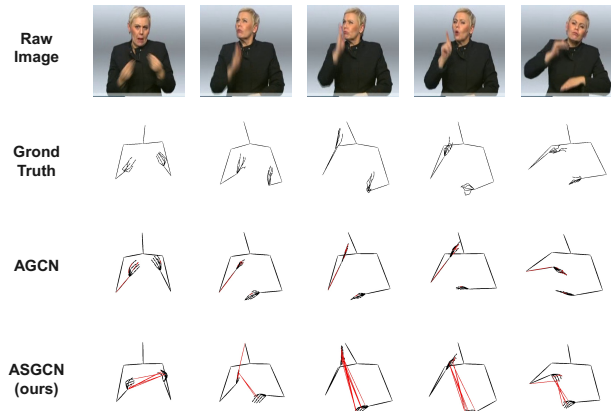 Raw
Image
Grond
Truth
AGCN
ASGCN
(ours)